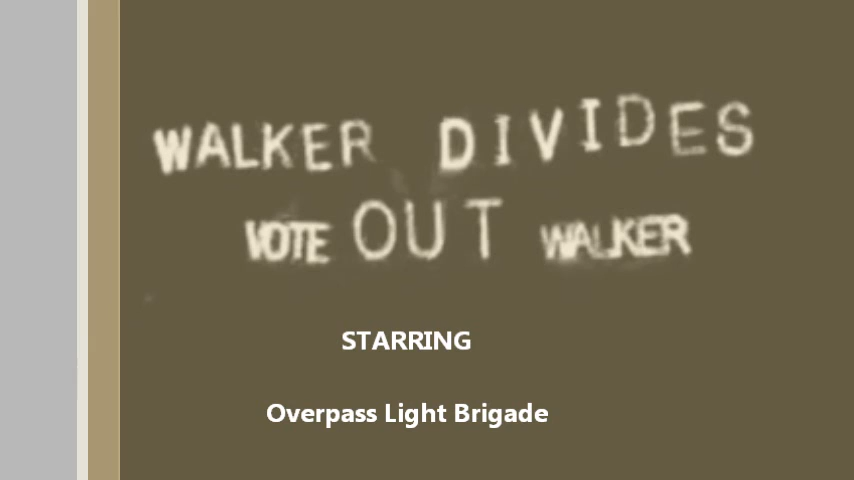 WALKER DIVIDES
VOTE OUT WALKER
STARRING
Overpass Light Brigade